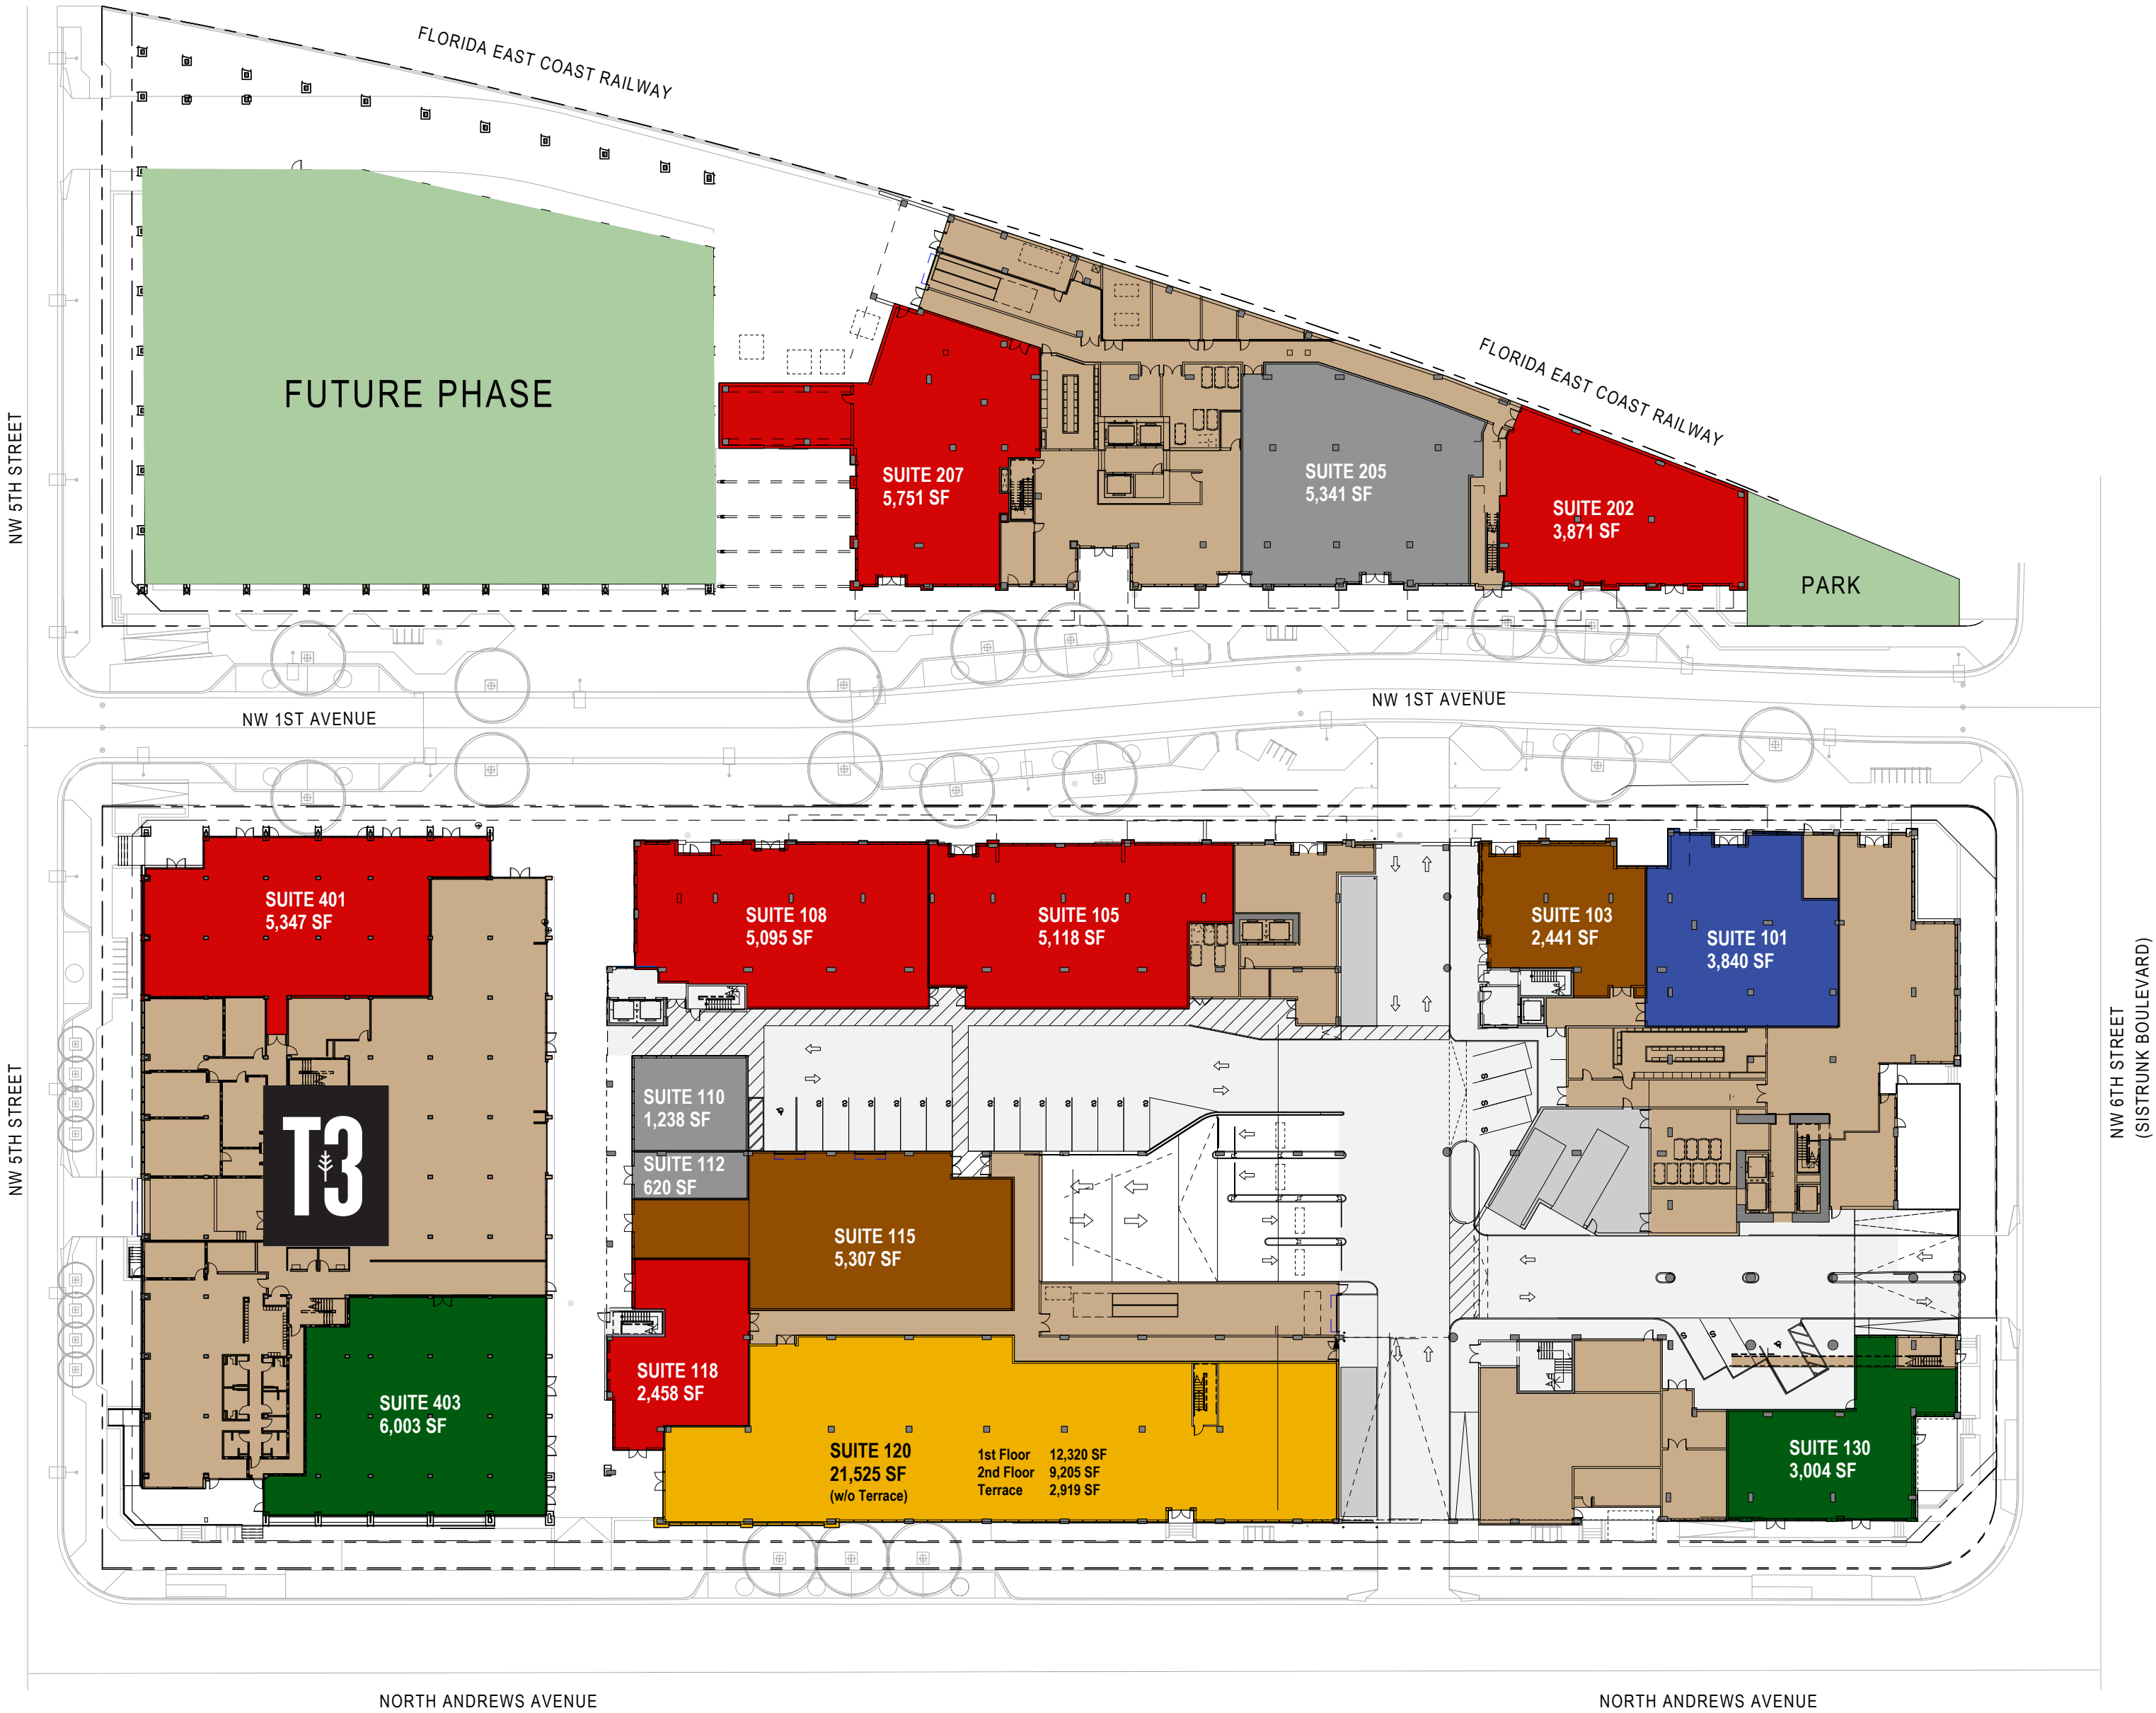 FLORIDA EAST COAST RAILWAY
FUTURE PHASE
NW 5TH STREET
FLORIDA EAST COAST RAILWAY
SUITE 207
5,751 SF
SUITE 205
5,341 SF
SUITE 202
3,871 SF
PARK
NW 1ST AVENUE
NW 1ST AVENUE
SUITE 401
5,347 SF
SUITE 108
5,095 SF
SUITE 105
5,118 SF
SUITE 103
2,441 SF
SUITE 101
3,840 SF
NW 5TH STREET
T3
SUITE 110
1,238 SF
SUITE 112
620 SF
SUITE 115
5,307 SF
NW 6TH STREET
(SISTRUNK BOULEVARD)
SUITE 118
2,458 SF
SUITE 403
6,003 SF
SUITE 120
21,525 SF
(w/o Terrace)
1st Floor 12,320 SF
2nd Floor 9,205 SF
Terrace 2,919 SF
SUITE 130
3,004 SF
NORTH ANDREWS AVENUE
NORTH ANDREWS AVENUE